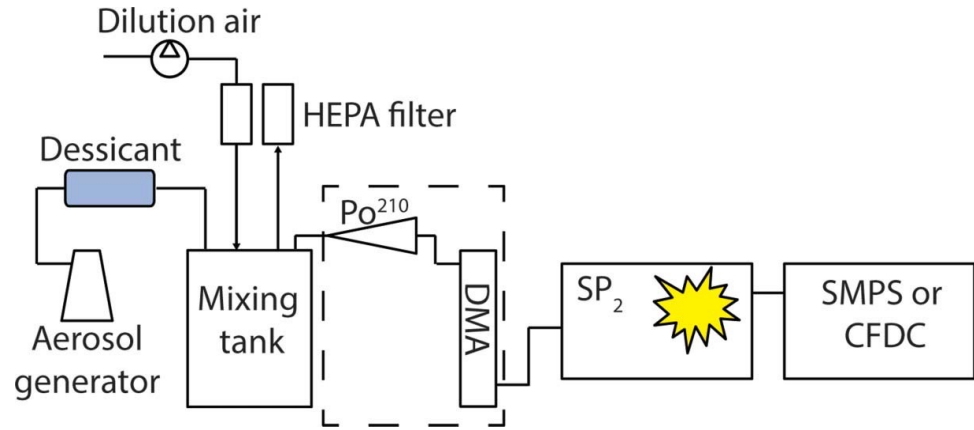 Dilution air
HEPA filter
Dessicant
Po²¹⁰
Mixing
tank
DMA
SP₂
SMPS or
CFDC
Aerosol
generator